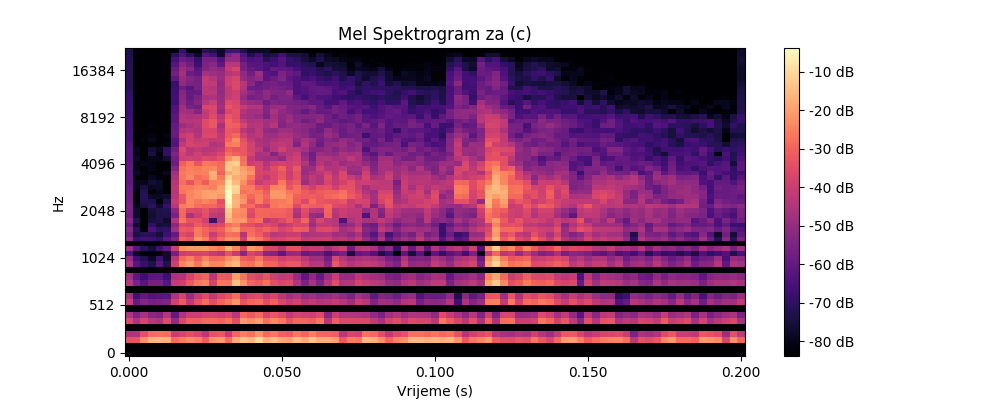 Mel Spektrogram za (c)
16384
8192
4096
2048
1024
512
0
Hz
0.000 0.050 0.100 0.150 0.200
Vrijeme (s)
-10 dB
-20 dB
-30 dB
-40 dB
-50 dB
-60 dB
-70 dB
-80 dB